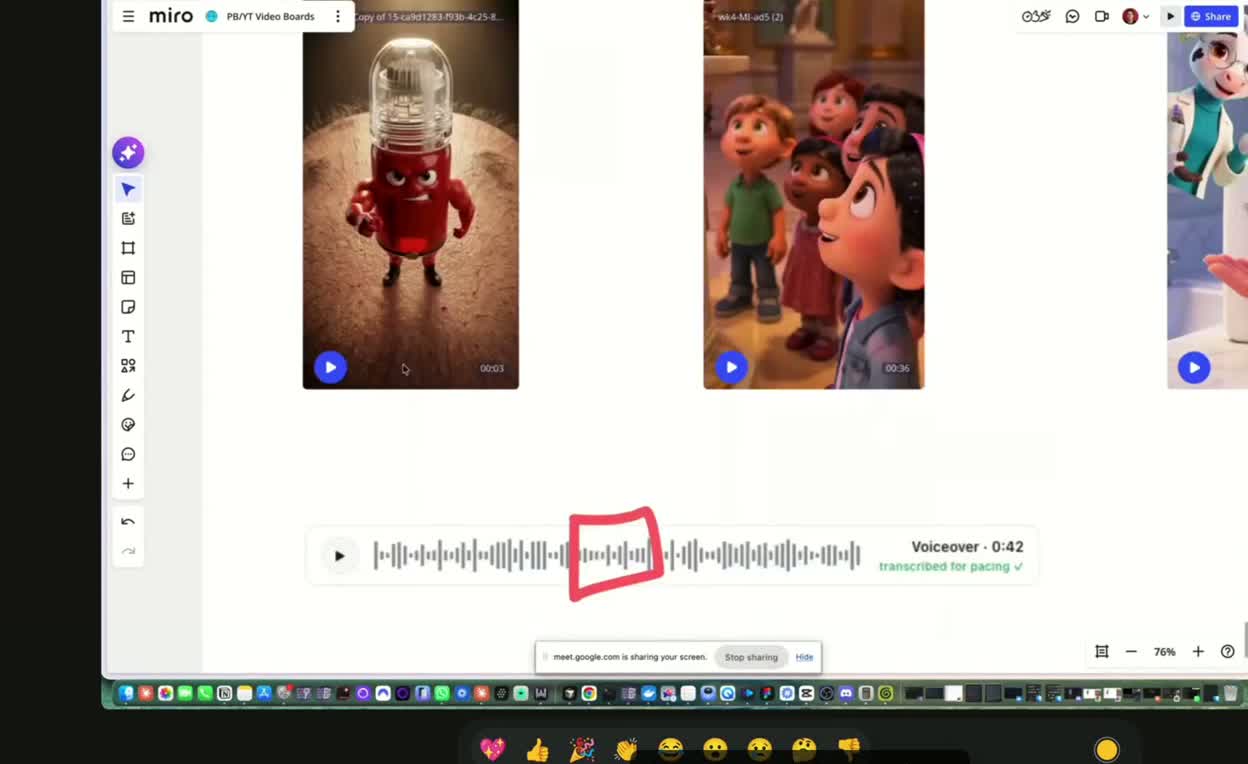 miro
PB/YT Video Boards
Copy of 15-ca9d1283-f93b-4c25-8...
wk4-MI-ad5 (2)
Share
00:03
00:36
Voiceover · 0:42
transcribed for pacing ✓
meet.google.com is sharing your screen.
Stop sharing
Hide
76%